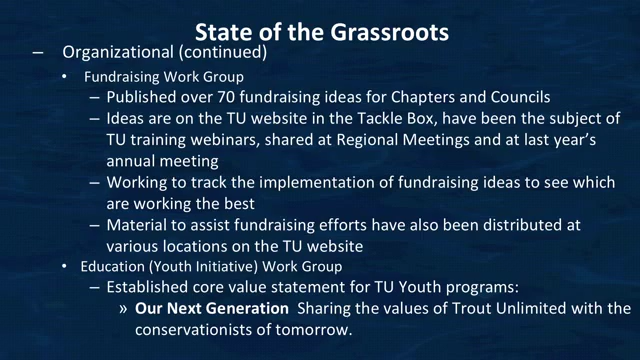 State of the Grassroots
– Organizational (continued)
• Fundraising Work Group
– Published over 70 fundraising ideas for Chapters and Councils
– Ideas are on the TU website in the Tackle Box, have been the subject of
TU training webinars, shared at Regional Meetings and at last year's
annual meeting
– Working to track the implementation of fundraising ideas to see which
are working the best
– Material to assist fundraising efforts have also been distributed at
various locations on the TU website
• Education (Youth Initiative) Work Group
– Established core value statement for TU Youth programs:
» Our Next Generation Sharing the values of Trout Unlimited with the
conservationists of tomorrow.